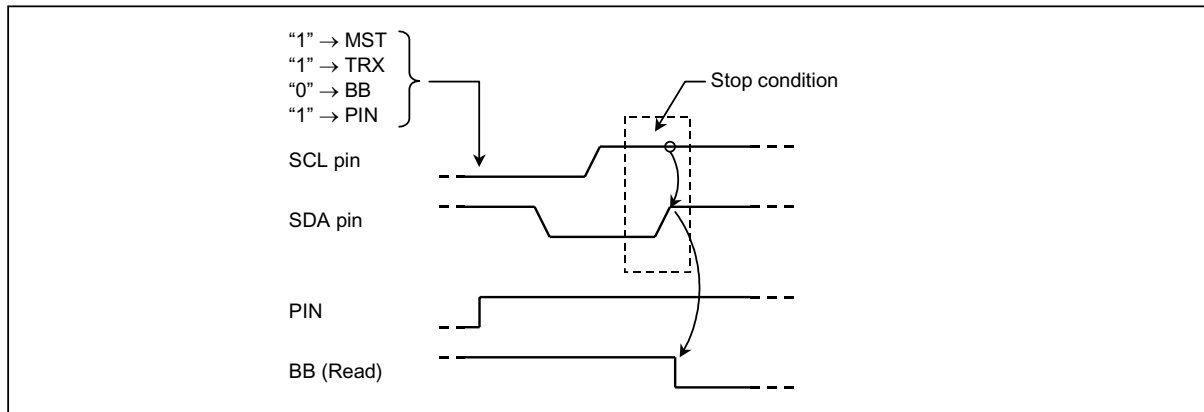 “1” → MST
“1” → TRX
“0” → BB
“1” → PIN
Stop condition
SCL pin
SDA pin
PIN
BB (Read)